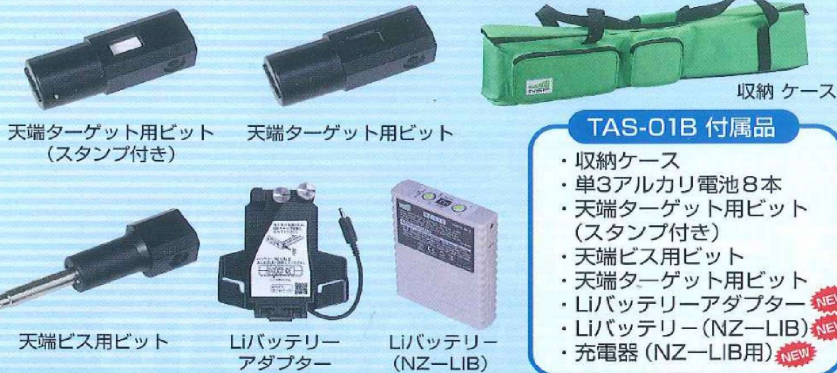 天端ターゲット用ビット
（スタンプ付き）
天端ターゲット用ビット
収納 ケース
天端ビス用ビット
Liバッテリー
アダプター
Liバッテリー
(NZ－LIB)
TAS-01B 付属品
・収納ケース
・単3アルカリ電池8本
・天端ターゲット用ビット
（スタンプ付き）
・天端ビス用ビット
・天端ターゲット用ビット
・Liバッテリーアダプター NEW
・Liバッテリー（NZ－LIB） NEW
・充電器（NZ－LIB用） NEW